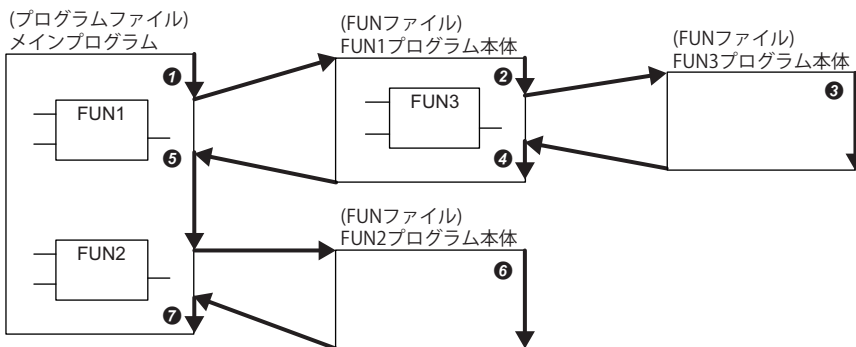 (プログラムファイル)
メインプログラム
❶
FUN1
❺
FUN2
❼
(FUNファイル)
FUN1プログラム本体
❷
FUN3
❹
(FUNファイル)
FUN3プログラム本体
❸
(FUNファイル)
FUN2プログラム本体
❻